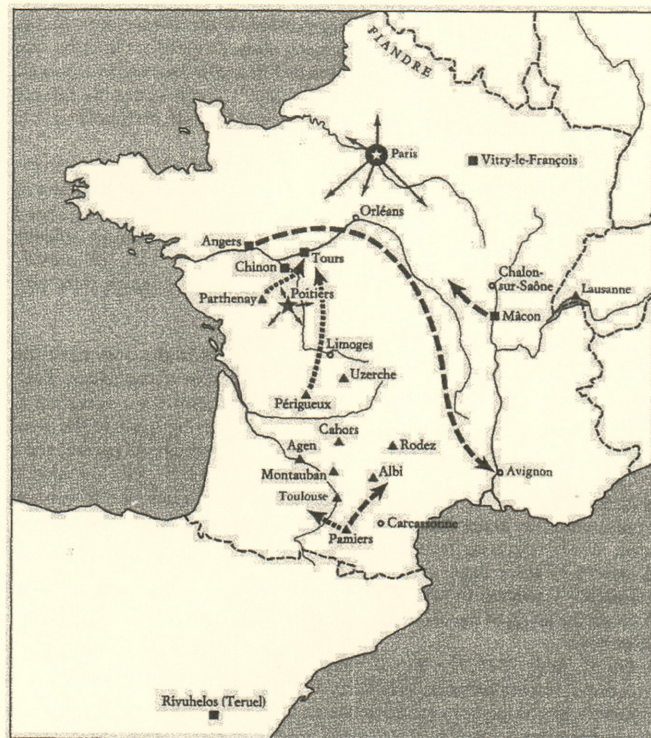 FIANDRE
Paris
Vitry-le-François
Orléans
Angers
Tours
Chinon
Chalon-
sur-Saône
Lausanne
Parthenay
Poitiers
Mâcon
Limoges
Uzerche
Périgueux
Cahors
Agen
Rodez
Avignon
Montauban
Albi
Toulouse
Carcassonne
Pamiers
Rivuhelos (Teruel)